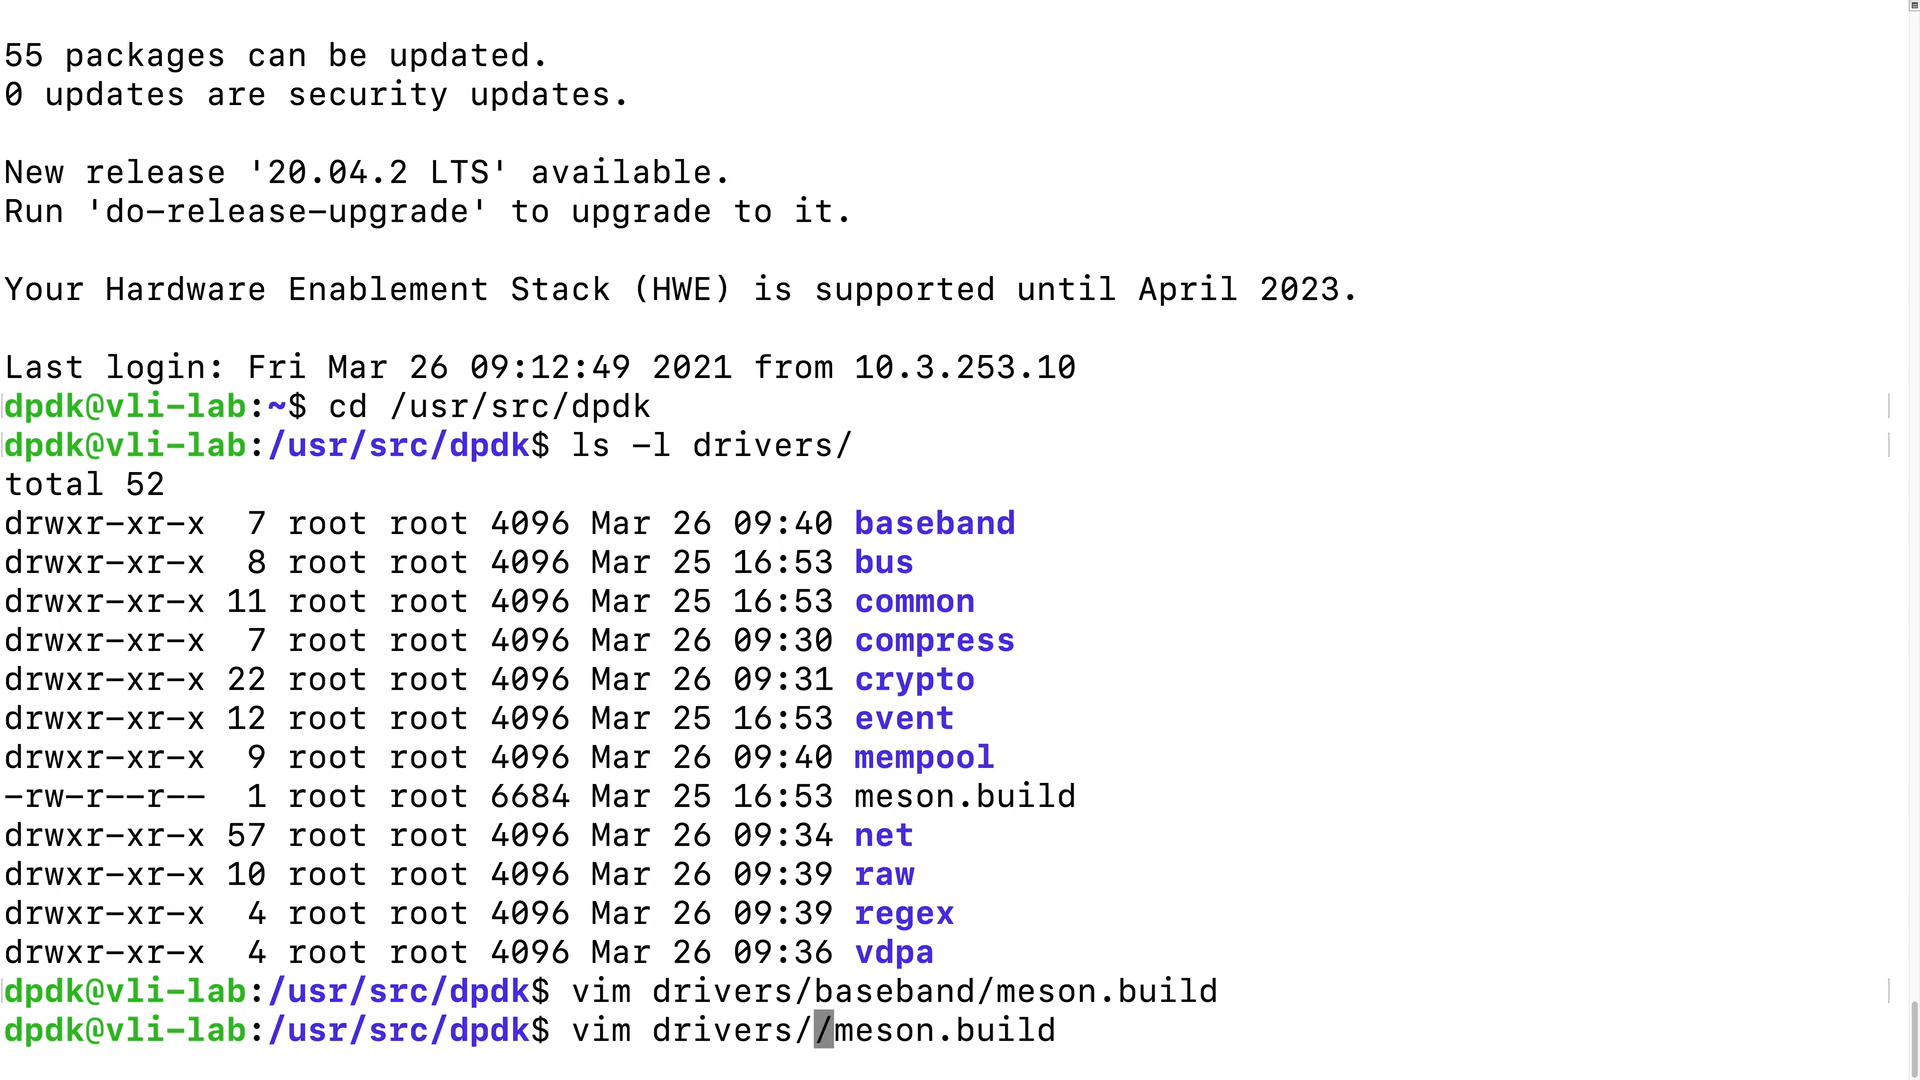 55 packages can be updated.
0 updates are security updates.
New release '20.04.2 LTS' available.
Run 'do-release-upgrade' to upgrade to it.
Your Hardware Enablement Stack (HWE) is supported until April 2023.
Last login: Fri Mar 26 09:12:49 2021 from 10.3.253.10
dpdk@vli-lab:~$ cd /usr/src/dpdk
dpdk@vli-lab:/usr/src/dpdk$ ls -l drivers/
total 52
drwxr-xr-x  7 root root 4096 Mar 26 09:40 baseband
drwxr-xr-x  8 root root 4096 Mar 25 16:53 bus
drwxr-xr-x 11 root root 4096 Mar 25 16:53 common
drwxr-xr-x  7 root root 4096 Mar 26 09:30 compress
drwxr-xr-x 22 root root 4096 Mar 26 09:31 crypto
drwxr-xr-x 12 root root 4096 Mar 25 16:53 event
drwxr-xr-x  9 root root 4096 Mar 26 09:40 mempool
-rw-r--r--  1 root root 6684 Mar 25 16:53 meson.build
drwxr-xr-x 57 root root 4096 Mar 26 09:34 net
drwxr-xr-x 10 root root 4096 Mar 26 09:39 raw
drwxr-xr-x  4 root root 4096 Mar 26 09:39 regex
drwxr-xr-x  4 root root 4096 Mar 26 09:36 vdpa
dpdk@vli-lab:/usr/src/dpdk$ vim drivers/baseband/meson.build
dpdk@vli-lab:/usr/src/dpdk$ vim drivers//meson.build